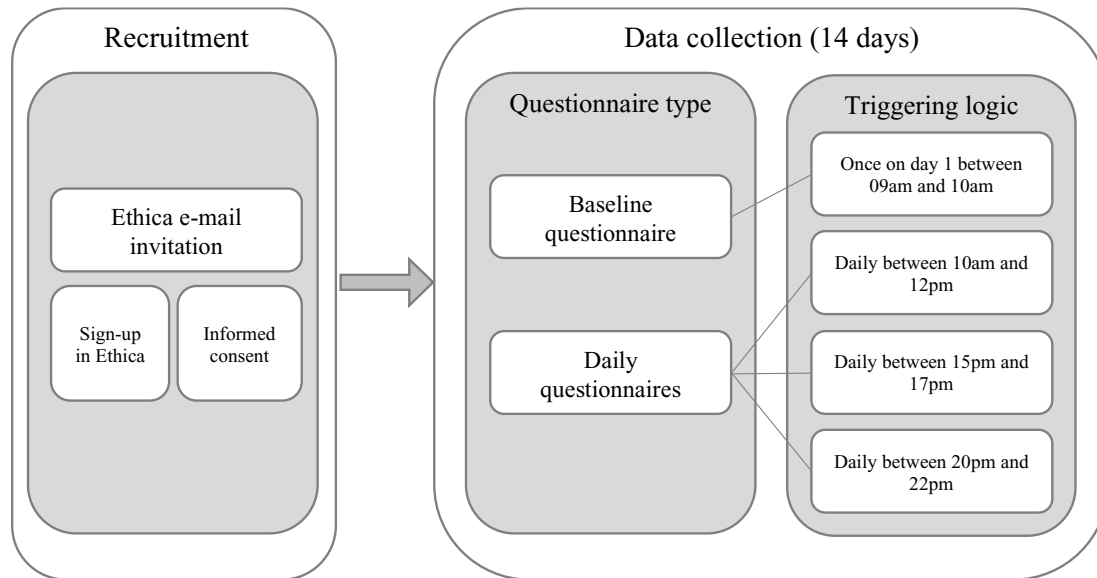 Recruitment
Ethica e-mail
invitation
Sign-up
in Ethica
Informed
consent
Data collection (14 days)
Questionnaire type
Baseline
questionnaire
Daily
questionnaires
Triggering logic
Once on day 1 between
09am and 10am
Daily between 10am and
12pm
Daily between 15pm and
17pm
Daily between 20pm and
22pm